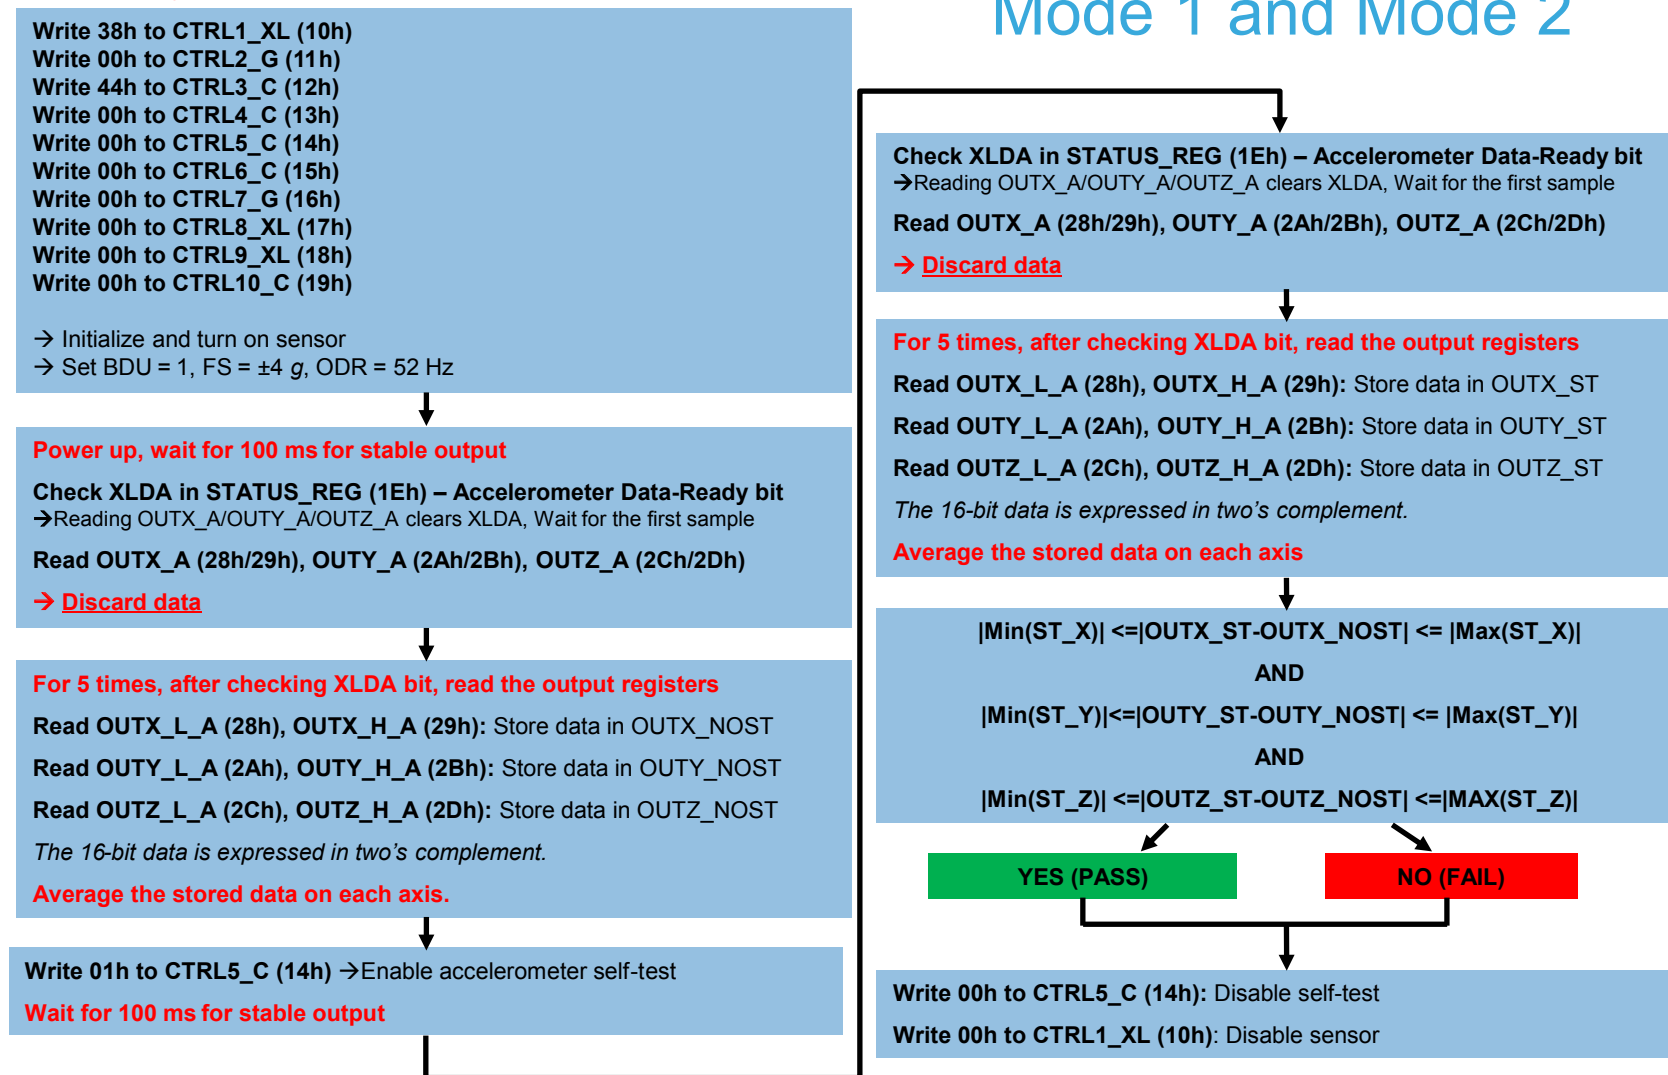 Mode 1 and Mode 2
Write 38h to CTRL1_XL (10h)
Write 00h to CTRL2_G (11h)
Write 44h to CTRL3_C (12h)
Write 00h to CTRL4_C (13h)
Write 00h to CTRL5_C (14h)
Write 00h to CTRL6_C (15h)
Write 00h to CTRL7_G (16h)
Write 00h to CTRL8_XL (17h)
Write 00h to CTRL9_XL (18h)
Write 00h to CTRL10_C (19h)
→ Initialize and turn on sensor
→ Set BDU = 1, FS = ±4 g, ODR = 52 Hz
Power up, wait for 100 ms for stable output
Check XLDA in STATUS_REG (1Eh) – Accelerometer Data-Ready bit
→Reading OUTX_A/OUTY_A/OUTZ_A clears XLDA, Wait for the first sample
Read OUTX_A (28h/29h), OUTY_A (2Ah/2Bh), OUTZ_A (2Ch/2Dh)
→ Discard data
For 5 times, after checking XLDA bit, read the output registers
Read OUTX_L_A (28h), OUTX_H_A (29h): Store data in OUTX_NOST
Read OUTY_L_A (2Ah), OUTY_H_A (2Bh): Store data in OUTY_NOST
Read OUTZ_L_A (2Ch), OUTZ_H_A (2Dh): Store data in OUTZ_NOST
The 16-bit data is expressed in two's complement.
Average the stored data on each axis.
Write 01h to CTRL5_C (14h) →Enable accelerometer self-test
Wait for 100 ms for stable output
Check XLDA in STATUS_REG (1Eh) – Accelerometer Data-Ready bit
→Reading OUTX_A/OUTY_A/OUTZ_A clears XLDA, Wait for the first sample
Read OUTX_A (28h/29h), OUTY_A (2Ah/2Bh), OUTZ_A (2Ch/2Dh)
→ Discard data
For 5 times, after checking XLDA bit, read the output registers
Read OUTX_L_A (28h), OUTX_H_A (29h): Store data in OUTX_ST
Read OUTY_L_A (2Ah), OUTY_H_A (2Bh): Store data in OUTY_ST
Read OUTZ_L_A (2Ch), OUTZ_H_A (2Dh): Store data in OUTZ_ST
The 16-bit data is expressed in two's complement.
Average the stored data on each axis
|Min(ST_X)| <=|OUTX_ST-OUTX_NOST| <= |Max(ST_X)|
AND
|Min(ST_Y)|<=|OUTY_ST-OUTY_NOST| <= |Max(ST_Y)|
AND
|Min(ST_Z)| <=|OUTZ_ST-OUTZ_NOST| <=|MAX(ST_Z)|
YES (PASS)
NO (FAIL)
Write 00h to CTRL5_C (14h): Disable self-test
Write 00h to CTRL1_XL (10h): Disable sensor